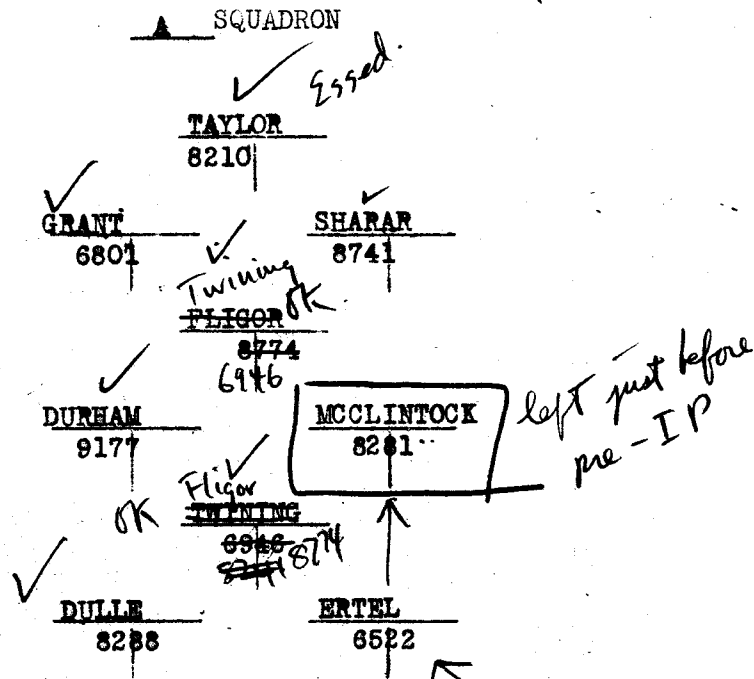 A SQUADRON
Essed.
TAYLOR
8210
GRANT
6801
SHARAR
8741
Twining
FLIGOR OK
8774
6946
DURHAM
9177
MCCLINTOCK
8281
left just before
pre-IP
Fligor
OK TWINING
6946
8774
DULLE
8288
ERTEL
6522